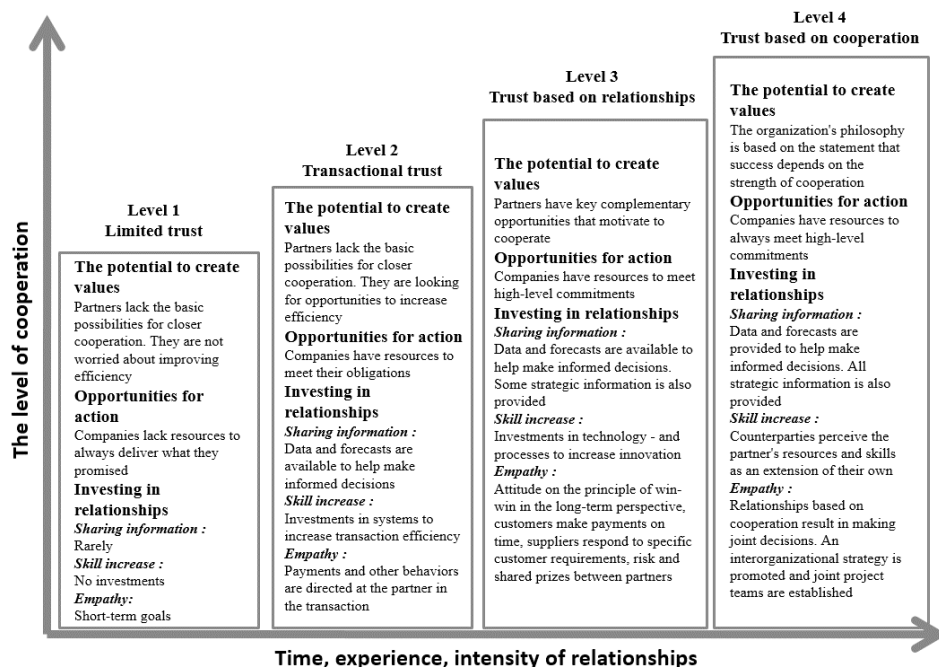 The level of cooperation
Level 1
Limited trust
The potential to create
values
Partners lack the basic
possibilities for closer
cooperation. They are not
worried about improving
efficiency
Opportunities for
action
Companies lack resources to
always deliver what they
promised
Investing in
relationships
Sharing information :
Rarely
Skill increase :
No investments
Empathy:
Short-term goals
Level 2
Transactional trust
The potential to create
values
Partners lack the basic
possibilities for closer
cooperation. They are looking
for opportunities to increase
efficiency
Opportunities for action
Companies have resources to
meet their obligations
Investing in
relationships
Sharing information :
Data and forecasts are
available to help make
informed decisions
Skill increase :
Investments in systems to
increase transaction efficiency
Empathy :
Payments and other behaviors
are directed at the partner in
the transaction
Level 3
Trust based on relationships
The potential to create
values
Partners have key complementary
opportunities that motivate to
cooperate
Opportunities for action
Companies have resources to meet
high-level commitments
Investing in relationships
Sharing information :
Data and forecasts are available to
help make informed decisions.
Some strategic information is also
provided
Skill increase :
Investments in technology - and
processes to increase innovation
Empathy :
Attitude on the principle of win-
win in the long-term perspective,
customers make payments on
time, suppliers respond to specific
customer requirements, risk and
shared prizes between partners
Level 4
Trust based on cooperation
The potential to create
values
The organization's philosophy
is based on the statement that
success depends on the
strength of cooperation
Opportunities for action
Companies have resources to
always meet high-level
commitments
Investing in
relationships
Sharing information :
Data and forecasts are
provided to help make
informed decisions. All
strategic information is also
provided
Skill increase :
Counterparties perceive the
partner's resources and skills
as an extension of their own
Empathy :
Relationships based on
cooperation result in making
joint decisions. An
interorganizational strategy is
promoted and joint project
teams are established
Time, experience, intensity of relationships